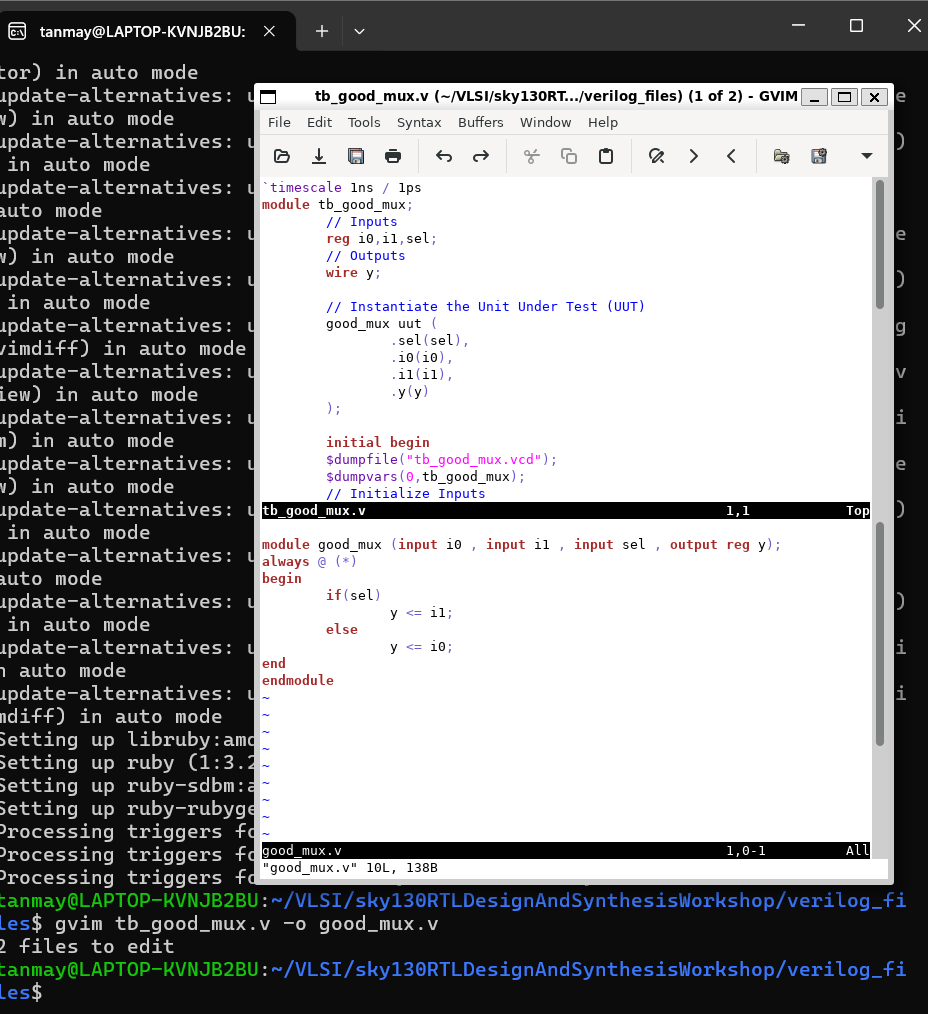 tanmay@LAPTOP-KVNJB2BU:
tor) in auto mode
update-alternatives: u
e
w) in auto mode
update-alternatives: u
)
in auto mode
update-alternatives: u
auto mode
update-alternatives: u
e
w) in auto mode
update-alternatives: u
)
in auto mode
update-alternatives: u
g
vimdiff) in auto mode
update-alternatives: u
v
iew) in auto mode
update-alternatives: u
i
m) in auto mode
update-alternatives: u
e
w) in auto mode
update-alternatives: u
)
in auto mode
update-alternatives: u
auto mode
update-alternatives: u
)
in auto mode
update-alternatives: u
i
n auto mode
update-alternatives: u
i
mdiff) in auto mode
Setting up libruby:amd
Setting up ruby (1:3.2
Setting up ruby-sdbm:a
Setting up ruby-rubyge
Processing triggers fo
Processing triggers fo
Processing triggers fo
tb_good_mux.v (~/VLSI/sky130RT.../verilog_files) (1 of 2) - GVIM
File Edit Tools Syntax Buffers Window Help
`timescale 1ns / 1ps
module tb_good_mux;
// Inputs
reg i0,i1,sel;
// Outputs
wire y;
// Instantiate the Unit Under Test (UUT)
good_mux uut (
.sel(sel),
.i0(i0),
.i1(i1),
.y(y)
);
initial begin
$dumpfile("tb_good_mux.vcd");
$dumpvars(0,tb_good_mux);
// Initialize Inputs
tb_good_mux.v 1,1 Top
module good_mux (input i0 , input i1 , input sel , output reg y);
always @ (*)
begin
if(sel)
y <= i1;
else
y <= i0;
end
endmodule
~
~
~
~
~
~
~
~
~
good_mux.v 1,0-1 All
"good_mux.v" 10L, 138B
tanmay@LAPTOP-KVNJB2BU:~/VLSI/sky130RTLDesignAndSynthesisWorkshop/verilog_fi
les$ gvim tb_good_mux.v -o good_mux.v
2 files to edit
tanmay@LAPTOP-KVNJB2BU:~/VLSI/sky130RTLDesignAndSynthesisWorkshop/verilog_fi
les$